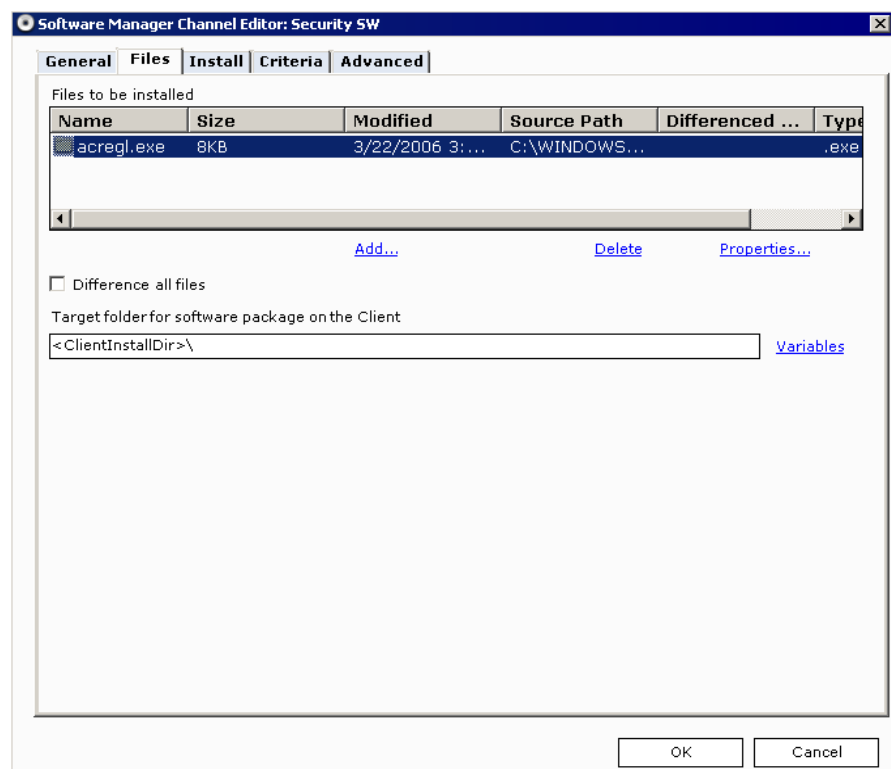 Software Manager Channel Editor: Security SW
General Files Install Criteria Advanced
Files to be installed
Name Size Modified Source Path Differenced ... Type
acregl.exe 8KB 3/22/2006 3:... C:\WINDOWS... .exe
Add... Delete Properties...
Difference all files
Target folder for software package on the Client
<ClientInstallDir>\ Variables
OK Cancel